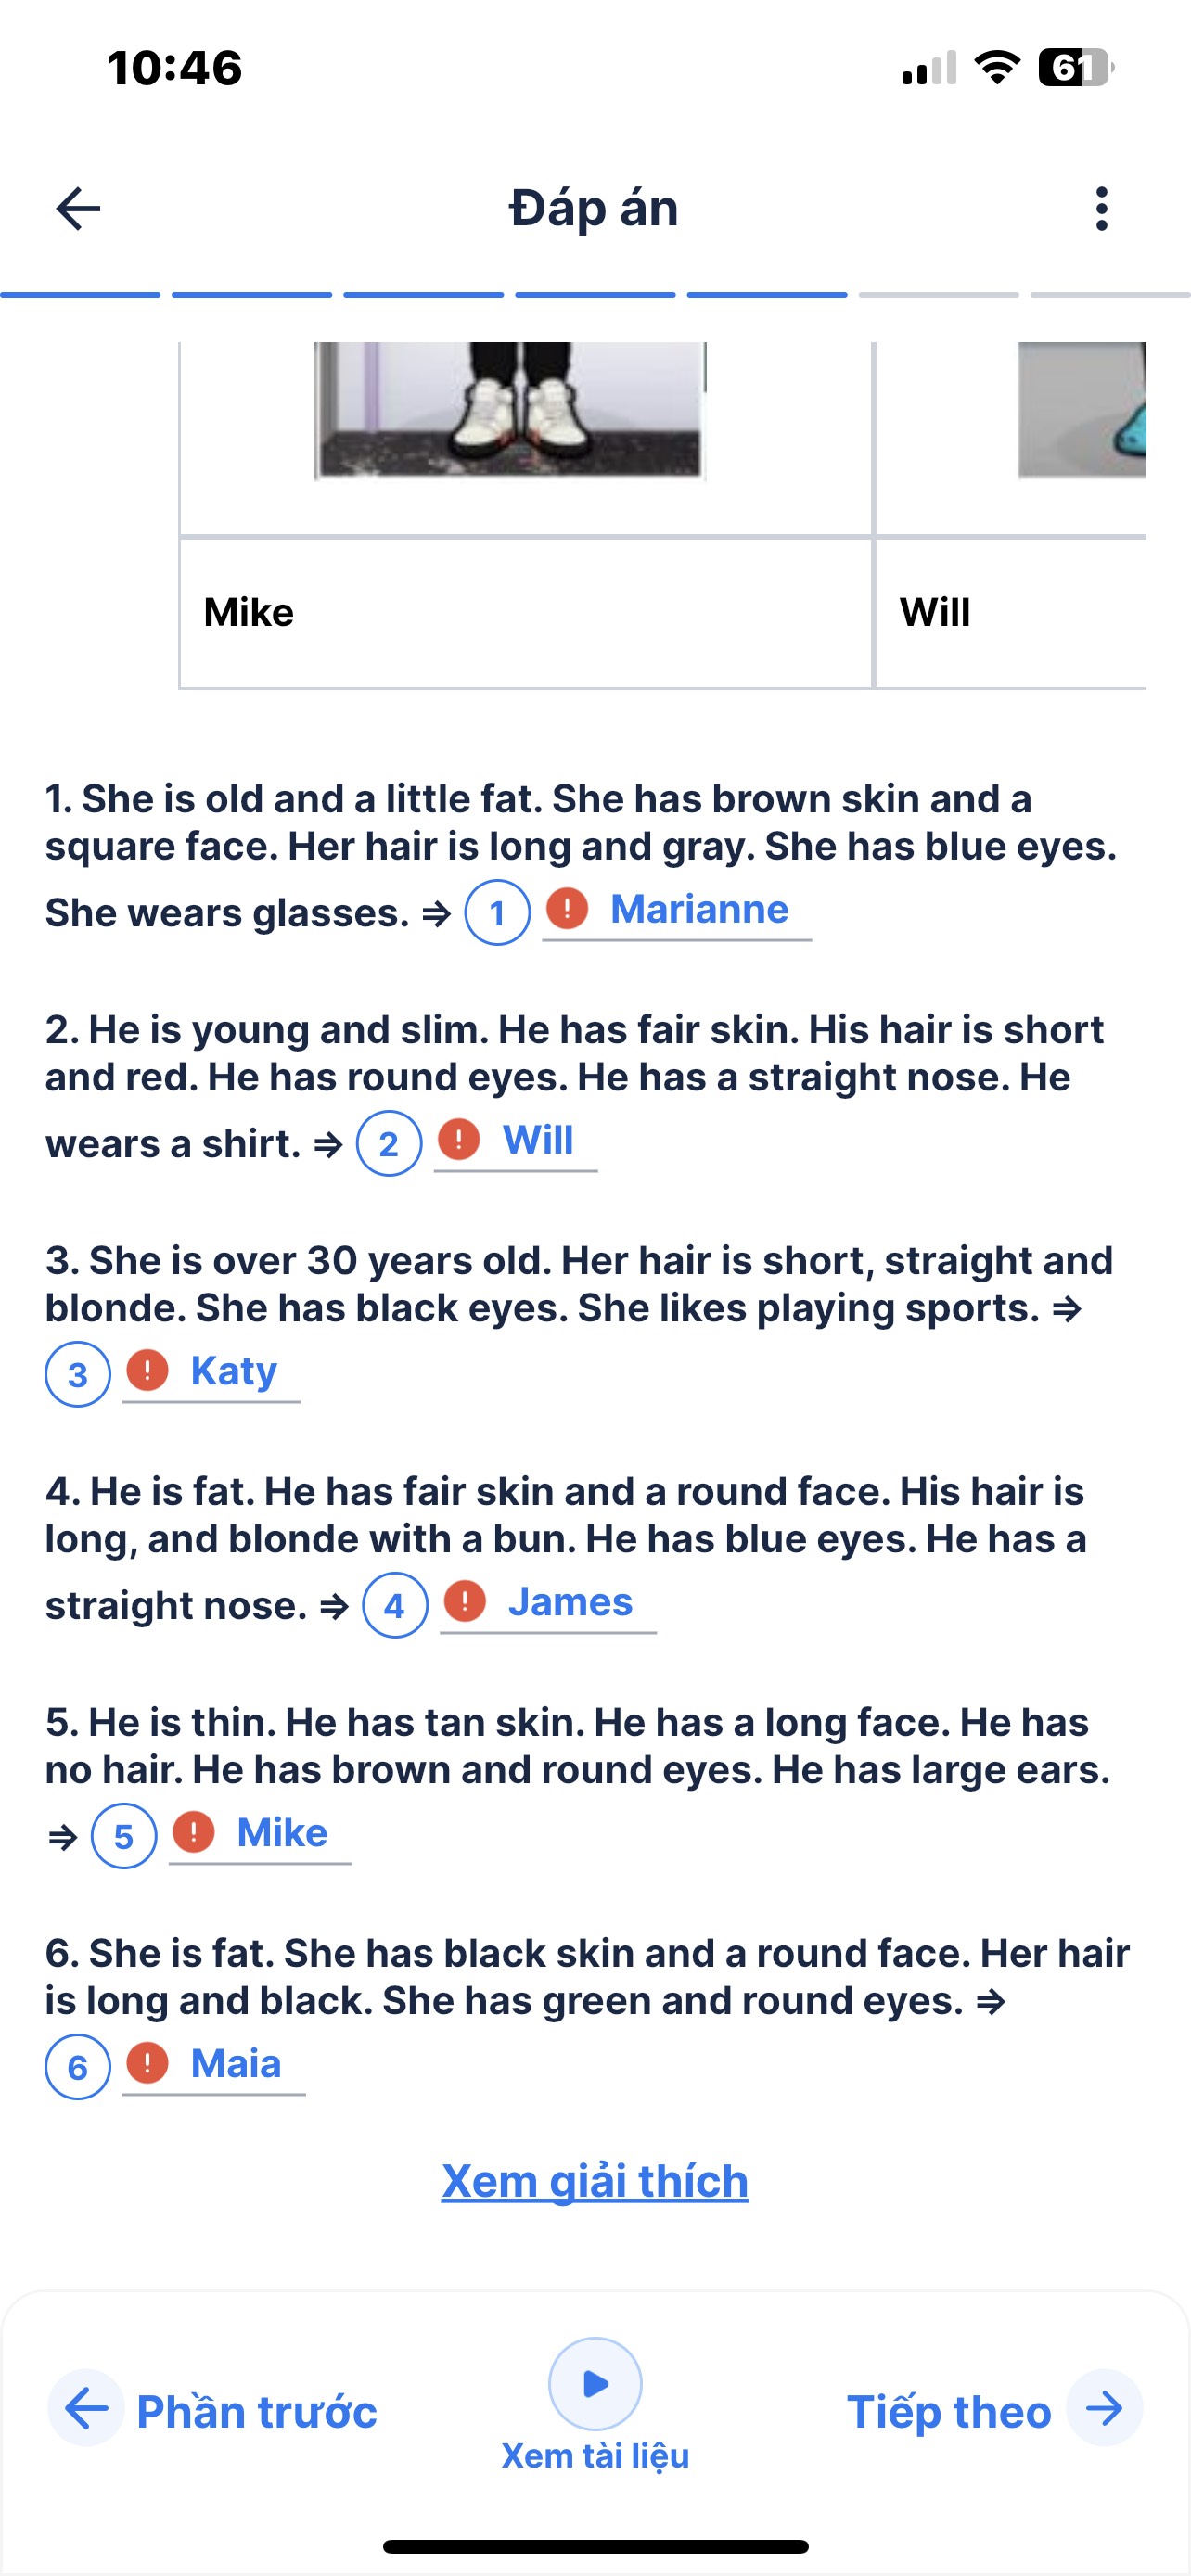 10:46
61
Đáp án
Mike
Will
1. She is old and a little fat. She has brown skin and a
square face. Her hair is long and gray. She has blue eyes.
She wears glasses. ⇒ 1 ! Marianne
2. He is young and slim. He has fair skin. His hair is short
and red. He has round eyes. He has a straight nose. He
wears a shirt. ⇒ 2 ! Will
3. She is over 30 years old. Her hair is short, straight and
blonde. She has black eyes. She likes playing sports. ⇒
3 ! Katy
4. He is fat. He has fair skin and a round face. His hair is
long, and blonde with a bun. He has blue eyes. He has a
straight nose. ⇒ 4 ! James
5. He is thin. He has tan skin. He has a long face. He has
no hair. He has brown and round eyes. He has large ears.
⇒ 5 ! Mike
6. She is fat. She has black skin and a round face. Her hair
is long and black. She has green and round eyes. ⇒
6 ! Maia
Xem giải thích
Phần trước
Xem tài liệu
Tiếp theo